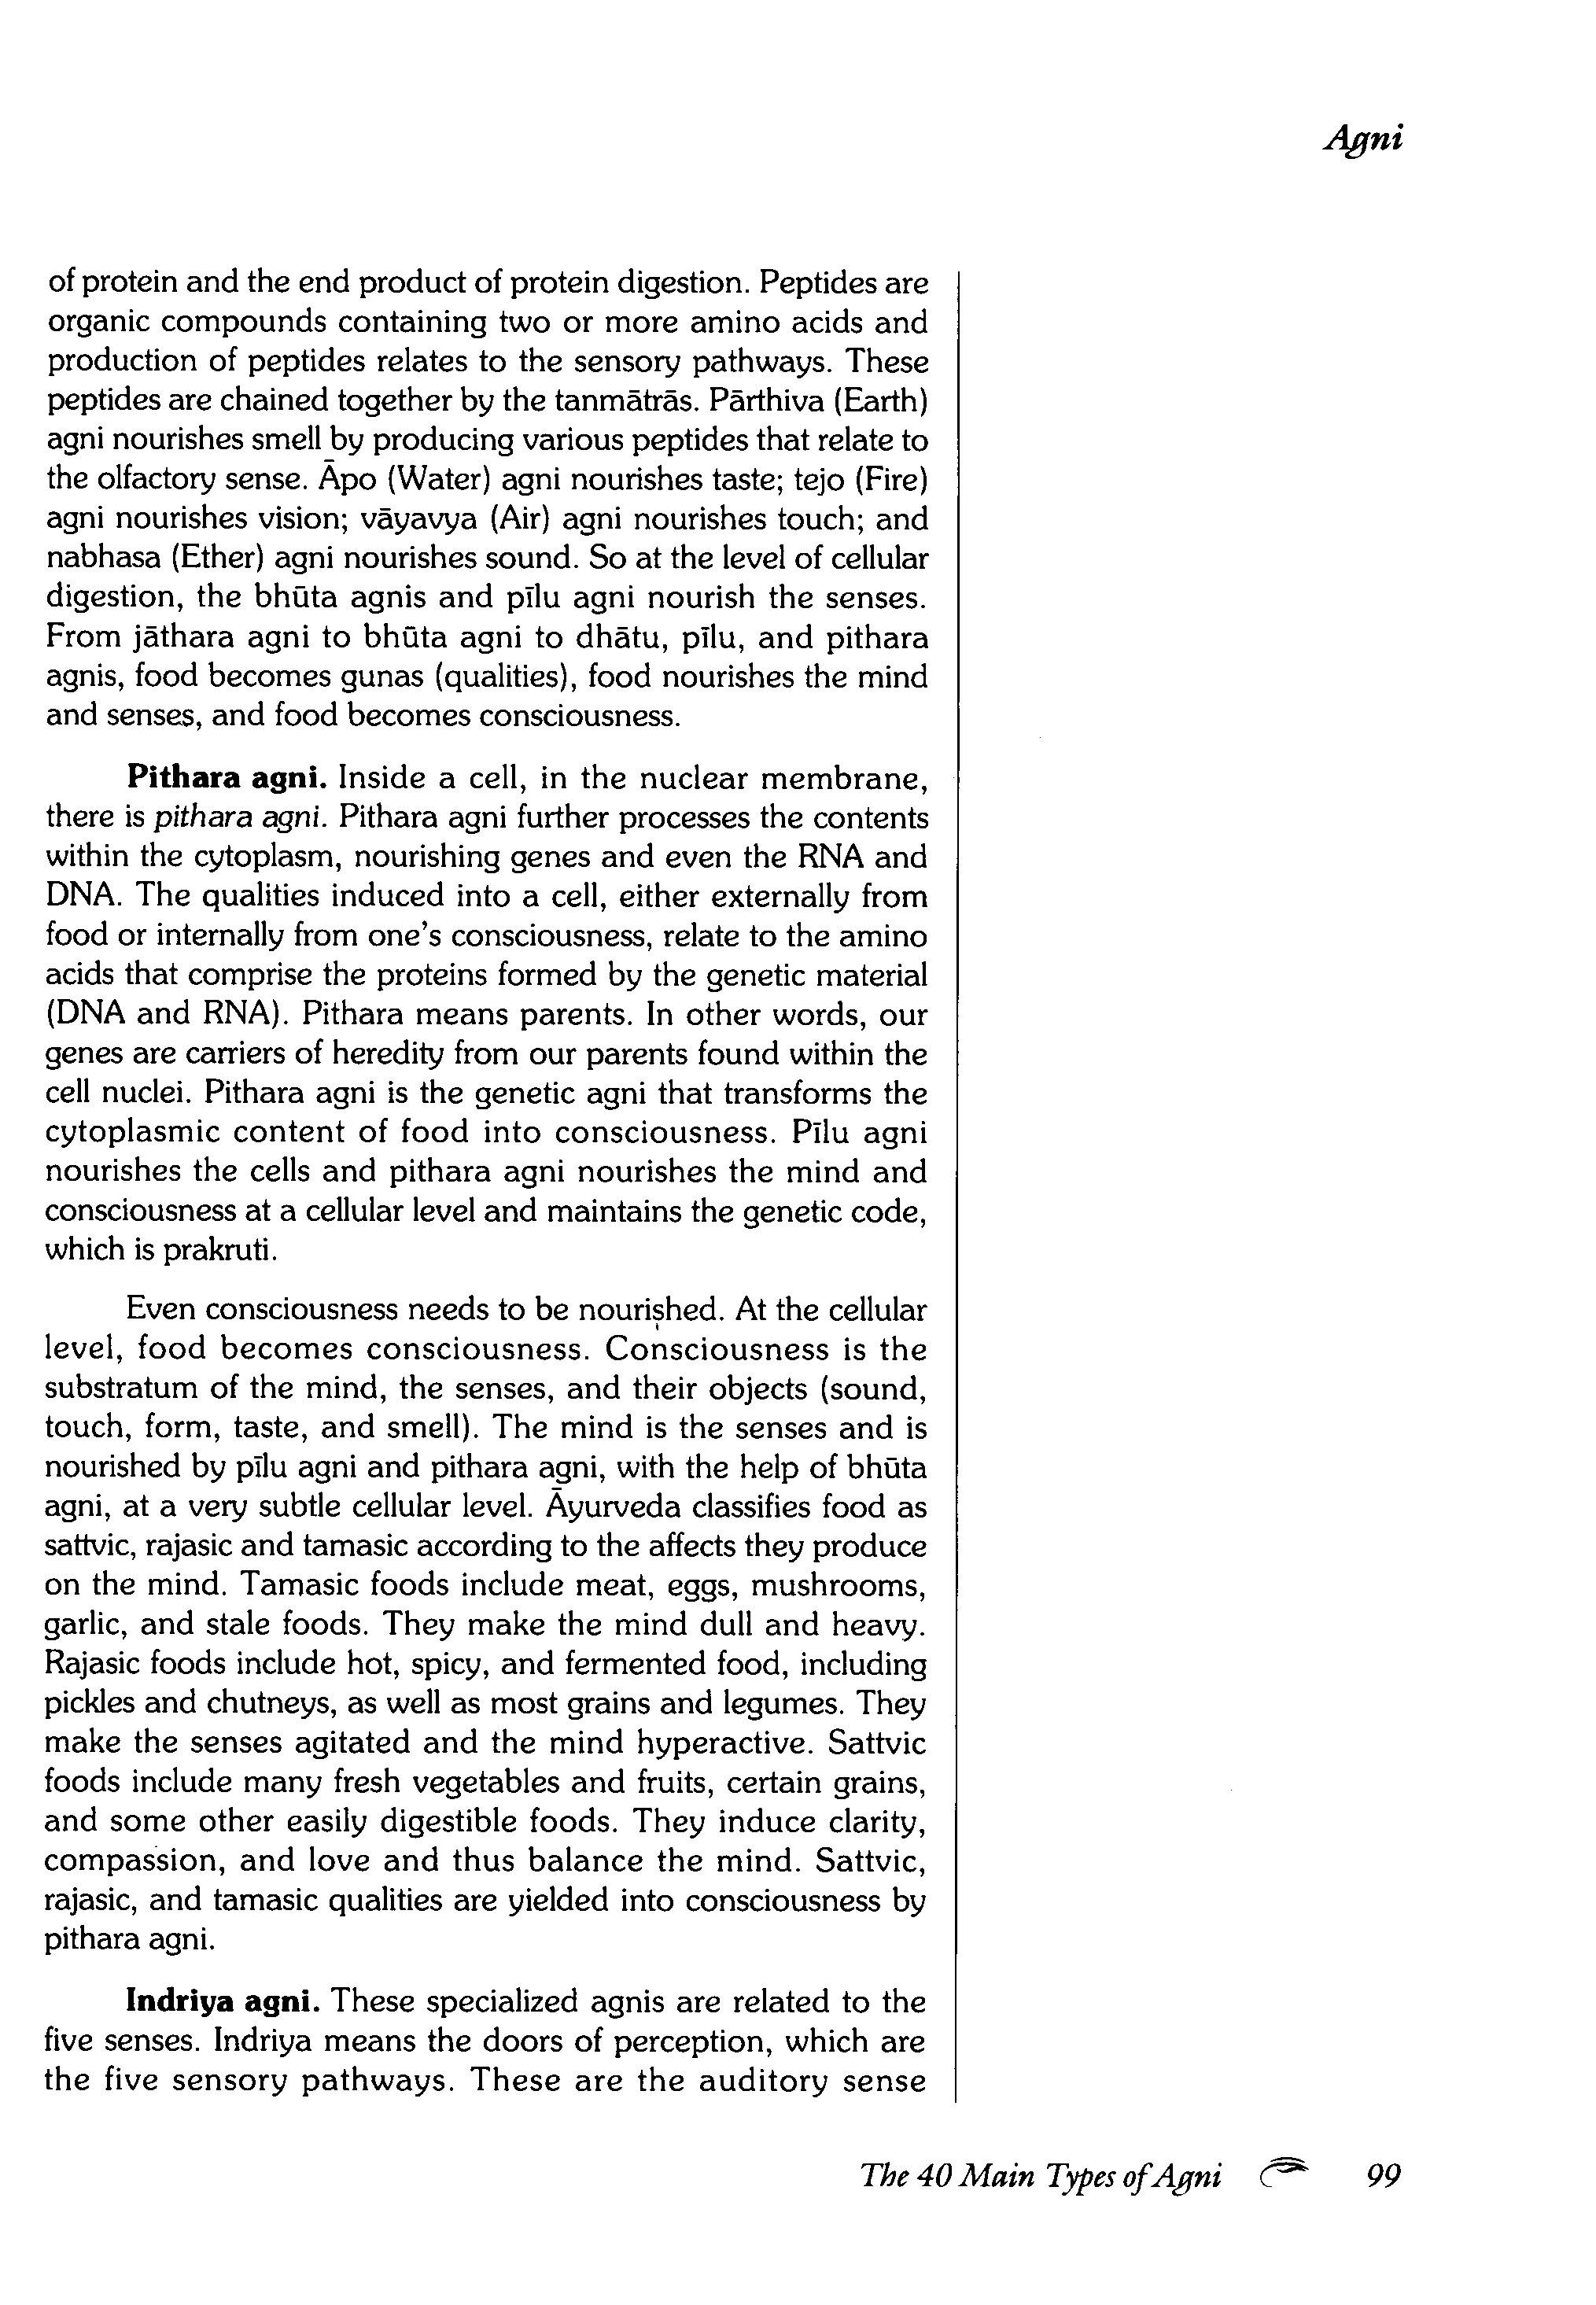 Agni
of protein and the end product of protein digestion. Peptides are
organic compounds containing two or more amino acids and
production of peptides relates to the sensory pathways. These
peptides are chained together by the tanmātrās. Pārthiva (Earth)
agni nourishes smell by producing various peptides that relate to
the olfactory sense. Āpo (Water) agni nourishes taste; tejo (Fire)
agni nourishes vision; vāyavya (Air) agni nourishes touch; and
nabhasa (Ether) agni nourishes sound. So at the level of cellular
digestion, the bhūta agnis and pīlu agni nourish the senses.
From jāthara agni to bhūta agni to dhātu, pīlu, and pithara
agnis, food becomes gunas (qualities), food nourishes the mind
and senses, and food becomes consciousness.
Pithara agni. Inside a cell, in the nuclear membrane,
there is pithara agni. Pithara agni further processes the contents
within the cytoplasm, nourishing genes and even the RNA and
DNA. The qualities induced into a cell, either externally from
food or internally from one's consciousness, relate to the amino
acids that comprise the proteins formed by the genetic material
(DNA and RNA). Pithara means parents. In other words, our
genes are carriers of heredity from our parents found within the
cell nuclei. Pithara agni is the genetic agni that transforms the
cytoplasmic content of food into consciousness. Pīlu agni
nourishes the cells and pithara agni nourishes the mind and
consciousness at a cellular level and maintains the genetic code,
which is prakruti.
Even consciousness needs to be nourished. At the cellular
level, food becomes consciousness. Consciousness is the
substratum of the mind, the senses, and their objects (sound,
touch, form, taste, and smell). The mind is the senses and is
nourished by pīlu agni and pithara agni, with the help of bhūta
agni, at a very subtle cellular level. Āyurveda classifies food as
sattvic, rajasic and tamasic according to the affects they produce
on the mind. Tamasic foods include meat, eggs, mushrooms,
garlic, and stale foods. They make the mind dull and heavy.
Rajasic foods include hot, spicy, and fermented food, including
pickles and chutneys, as well as most grains and legumes. They
make the senses agitated and the mind hyperactive. Sattvic
foods include many fresh vegetables and fruits, certain grains,
and some other easily digestible foods. They induce clarity,
compassion, and love and thus balance the mind. Sattvic,
rajasic, and tamasic qualities are yielded into consciousness by
pithara agni.
Indriya agni. These specialized agnis are related to the
five senses. Indriya means the doors of perception, which are
the five sensory pathways. These are the auditory sense
The 40 Main Types of Agni 99